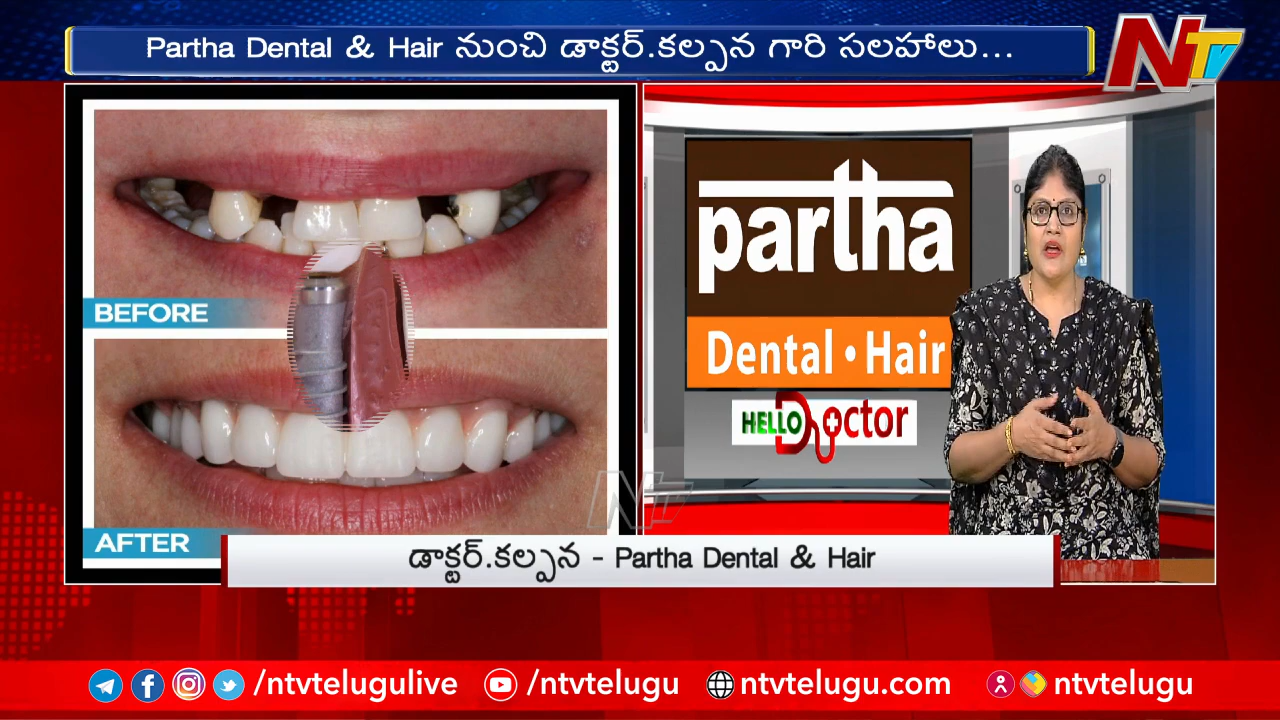 Partha Dental & Hair నుంచి డాక్టర్.కల్పన గారి సలహాలు...
NTV
BEFORE
AFTER
partha
Dental • Hair
HELLO Doctor
NTV
డాక్టర్.కల్పన - Partha Dental & Hair
/ntvtelugulive
/ntvtelugu
ntvtelugu.com
ntvtelugu